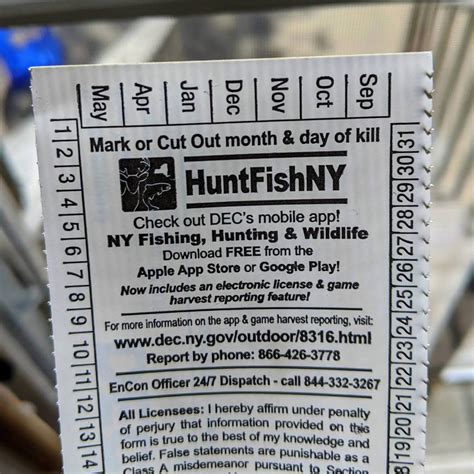 May Apr Jan Dec Nov Oct Sep
Mark or Cut Out month & day of kill
HuntFishNY
Check out DEC's mobile app!
NY Fishing, Hunting & Wildlife
Download FREE from the
Apple App Store or Google Play!
Now includes an electronic license & game
harvest reporting feature!
For more information on the app & game harvest reporting, visit:
www.dec.ny.gov/outdoor/8316.html
Report by phone: 866-426-3778
EnCon Officer 24/7 Dispatch - call 844-332-3267
All Licensees: I hereby affirm under penalty
of perjury that information provided on this
form is true to the best of my knowledge and
belief. False statements are punishable as a
Class A misdemeanor pursuant to Section
1 2 3 4 5 6 7 8 9 10 11 12 13 14
31 30 29 28 27 26 25 24 23 22 21 20 19